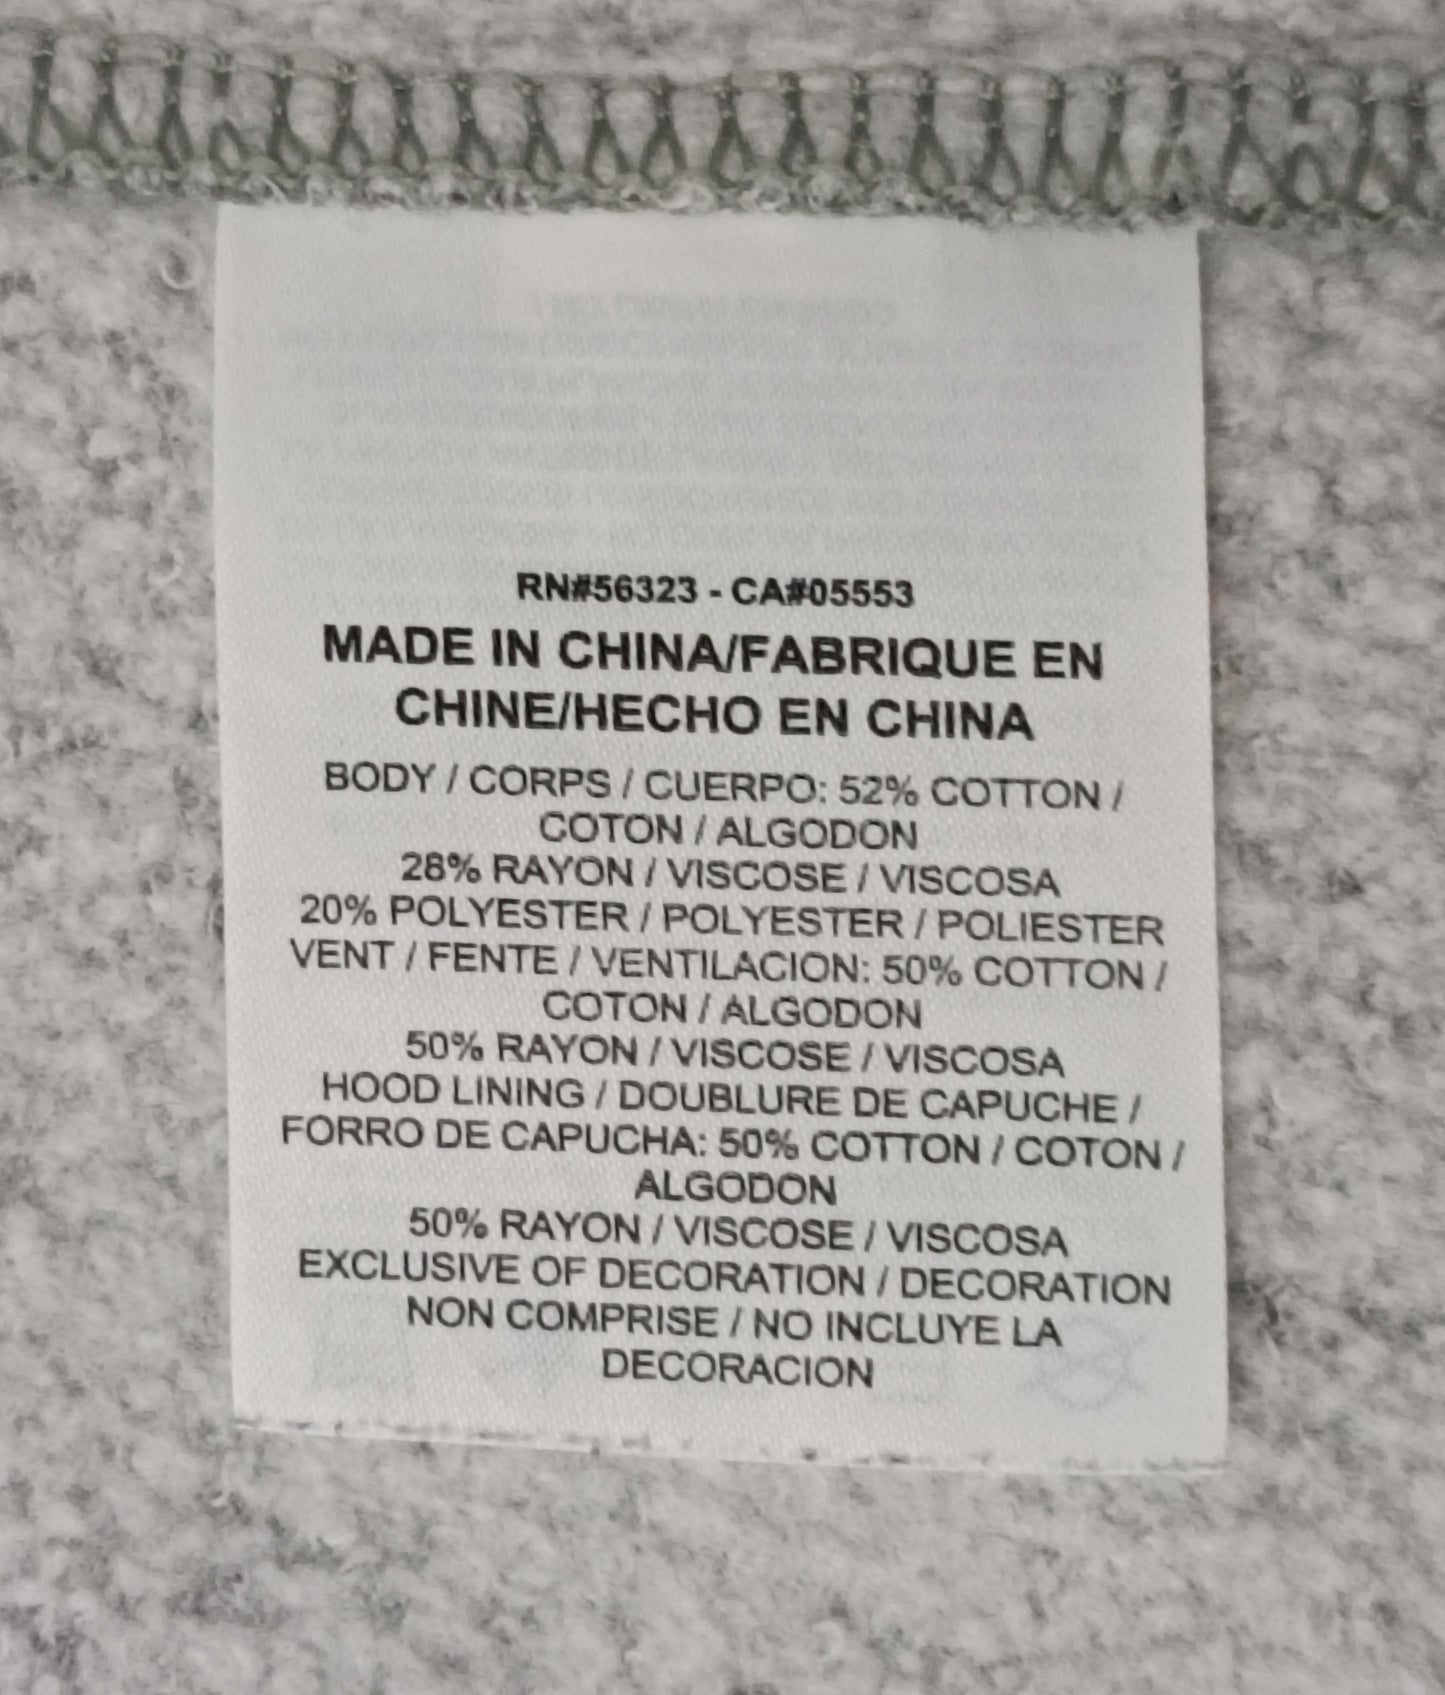 RN#56323 - CA#05553
MADE IN CHINA/FABRIQUE EN
CHINE/HECHO EN CHINA
BODY / CORPS / CUERPO: 52% COTTON /
COTON / ALGODON
28% RAYON / VISCOSE / VISCOSA
20% POLYESTER / POLYESTER / POLIESTER
VENT / FENTE / VENTILACION: 50% COTTON /
COTON / ALGODON
50% RAYON / VISCOSE / VISCOSA
HOOD LINING / DOUBLURE DE CAPUCHE /
FORRO DE CAPUCHA: 50% COTTON / COTON /
ALGODON
50% RAYON / VISCOSE / VISCOSA
EXCLUSIVE OF DECORATION / DECORATION
NON COMPRISE / NO INCLUYE LA
DECORACION